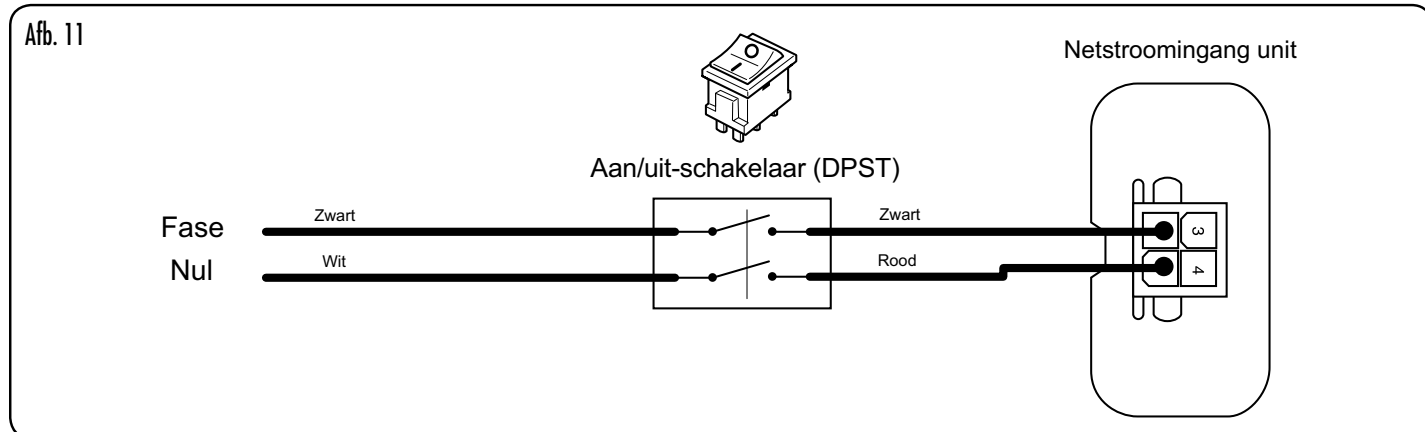 Afb. 11
Netstroomingang unit
Aan/uit-schakelaar (DPST)
Fase
Zwart
Zwart
3
Nul
Wit
Rood
4